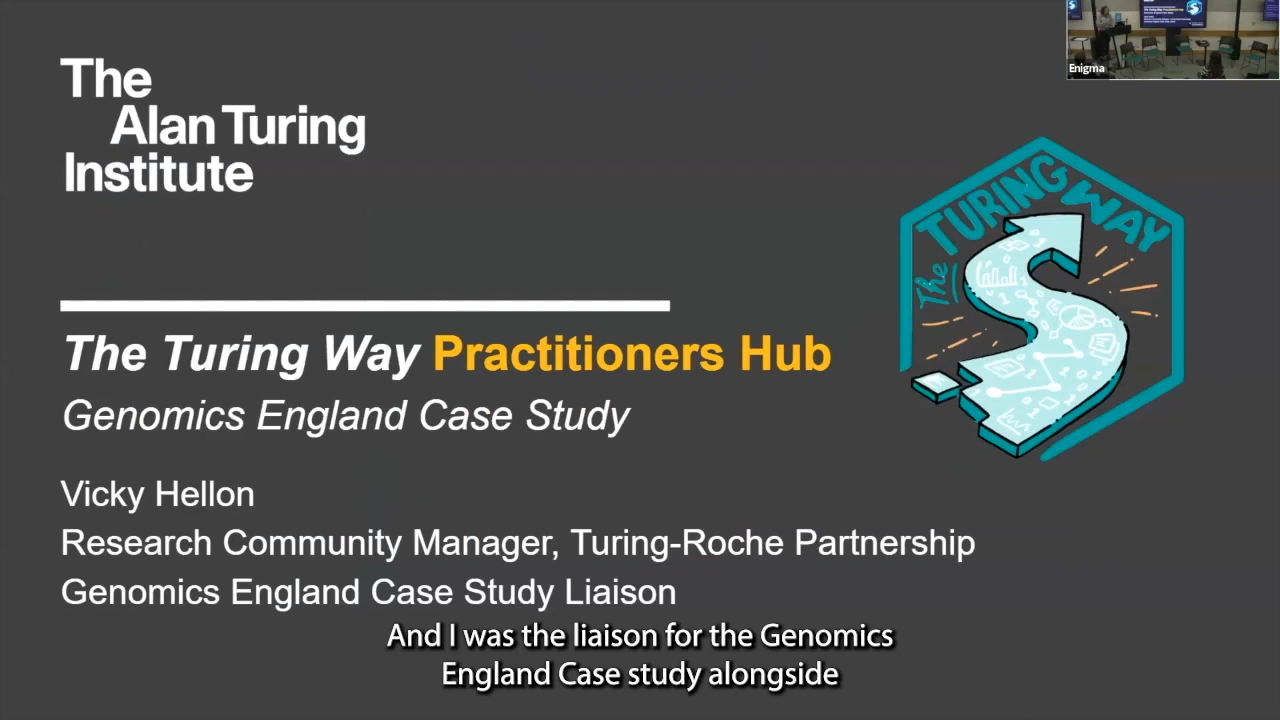 The
Alan Turing
Institute
Enigma
The TURING WAY
The Turing Way Practitioners Hub
Genomics England Case Study
Vicky Hellon
Research Community Manager, Turing-Roche Partnership
Genomics England Case Study Liaison
And I was the liaison for the Genomics
England Case study alongside